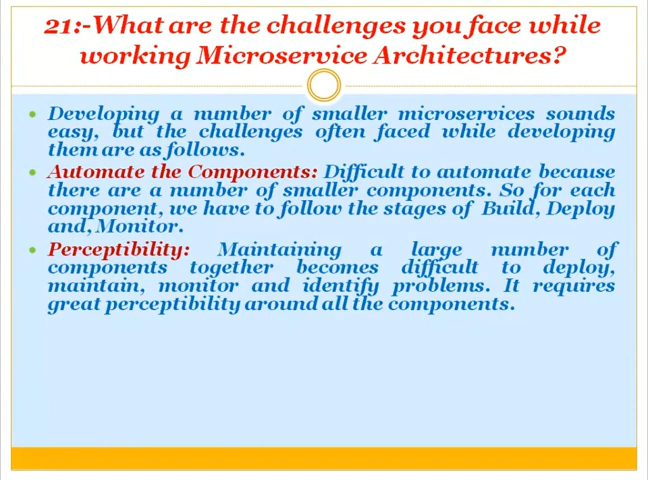 21:-What are the challenges you face while
working Microservice Architectures?
• Developing a number of smaller microservices sounds
easy, but the challenges often faced while developing
them are as follows.
• Automate the Components: Difficult to automate because
there are a number of smaller components. So for each
component, we have to follow the stages of Build, Deploy
and, Monitor.
• Perceptibility: Maintaining a large number of
components together becomes difficult to deploy,
maintain, monitor and identify problems. It requires
great perceptibility around all the components.